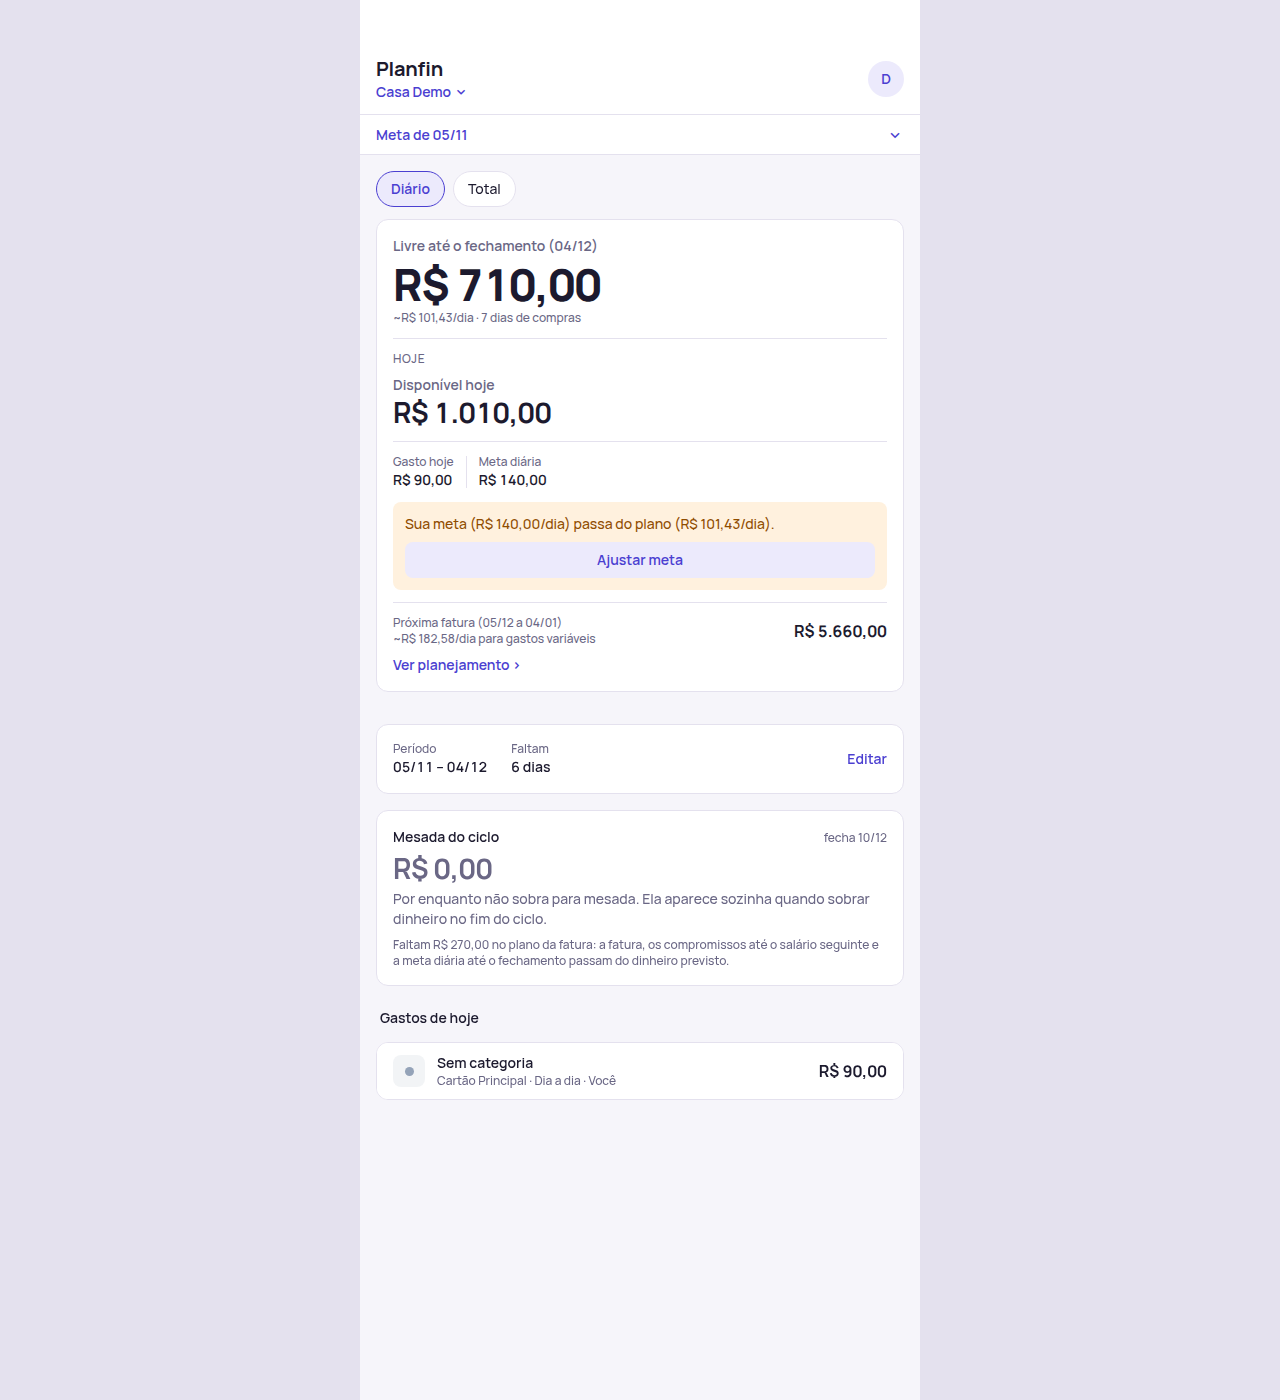 Planfin
Casa Demo
D
Meta de 05/11
Diário
Total
Livre até o fechamento (04/12)
R$ 710,00
~R$ 101,43/dia · 7 dias de compras
HOJE
Disponível hoje
R$ 1.010,00
Gasto hoje
R$ 90,00
Meta diária
R$ 140,00
Sua meta (R$ 140,00/dia) passa do plano (R$ 101,43/dia).
Ajustar meta
Próxima fatura (05/12 a 04/01)
~R$ 182,58/dia para gastos variáveis
R$ 5.660,00
Ver planejamento ›
Período
05/11 – 04/12
Faltam
6 dias
Editar
Mesada do ciclo
fecha 10/12
R$ 0,00
Por enquanto não sobra para mesada. Ela aparece sozinha quando sobrar
dinheiro no fim do ciclo.
Faltam R$ 270,00 no plano da fatura: a fatura, os compromissos até o salário seguinte e
a meta diária até o fechamento passam do dinheiro previsto.
Gastos de hoje
Sem categoria
Cartão Principal · Dia a dia · Você
R$ 90,00